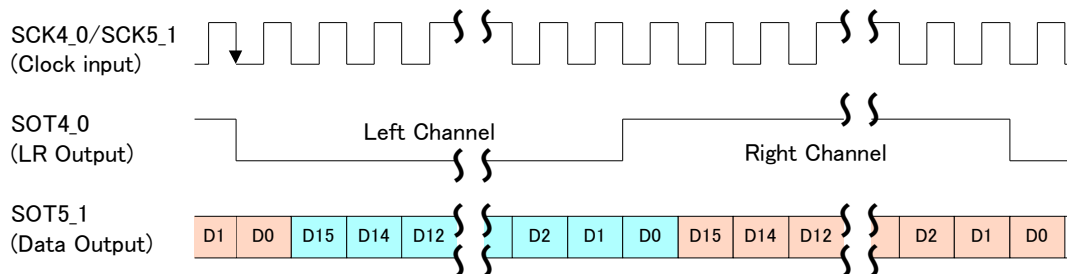 SCK4_0/SCK5_1
(Clock input)
SOT4_0
(LR Output)
Left Channel
Right Channel
SOT5_1
(Data Output)
D1 D0 D15 D14 D12 D2 D1 D0 D15 D14 D12 D2 D1 D0